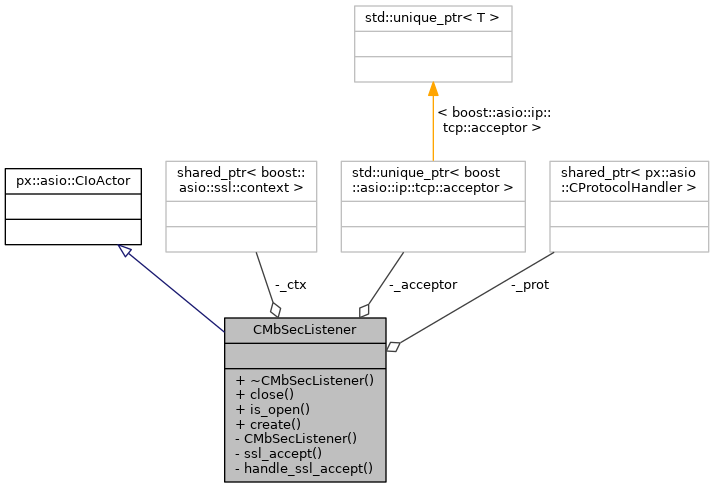 std::unique_ptr< T >
< boost::asio::ip::
tcp::acceptor >
px::asio::CIoActor
shared_ptr< boost::
asio::ssl::context >
std::unique_ptr< boost
::asio::ip::tcp::acceptor >
shared_ptr< px::asio
::CProtocolHandler >
-_ctx
-_acceptor
-_prot
CMbSecListener
+ ~CMbSecListener()
+ close()
+ is_open()
+ create()
- CMbSecListener()
- ssl_accept()
- handle_ssl_accept()